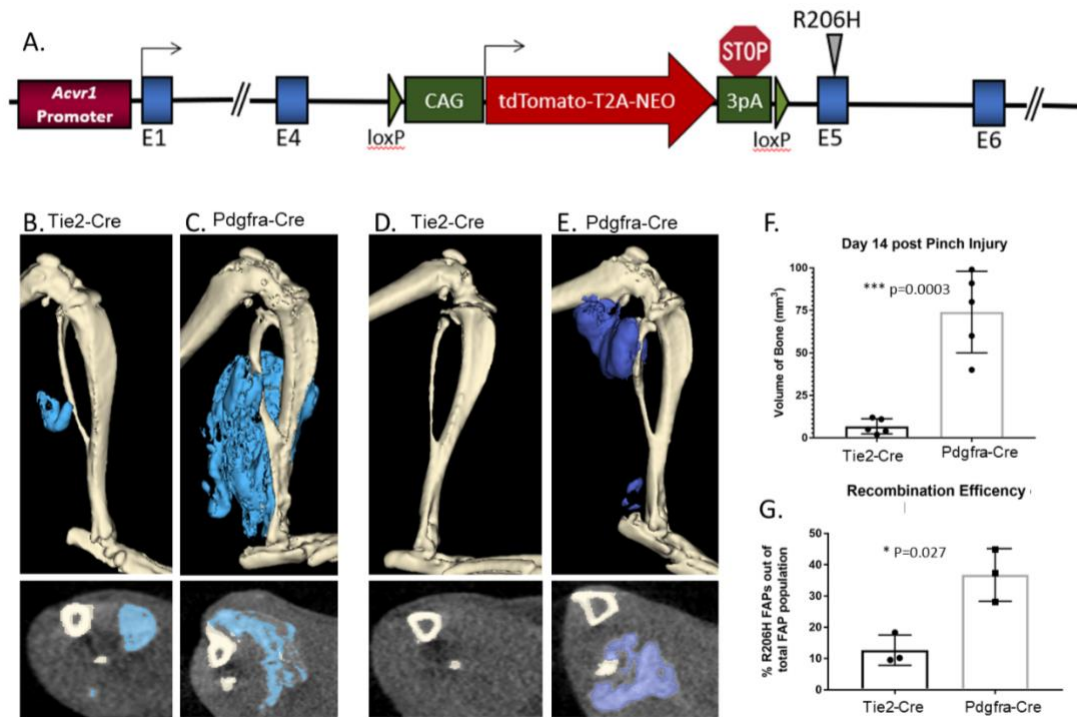 A.
R206H
STOP
Acvr1
Promoter
CAG
tdTomato-T2A-NEO
3pA
E1
E4
loxP
loxP
E5
E6
B. Tie2-Cre
C. Pdgfra-Cre
D. Tie2-Cre
E. Pdgfra-Cre
F.
Day 14 post Pinch Injury
*** p=0.0003
Volume of Bone (mm³)
100
75
50
25
0
Tie2-Cre
Pdgfra-Cre
G.
Recombination Efficency
* P=0.027
% R206H FAPs out of
total FAP population
50
40
30
20
10
0
Tie2-Cre
Pdgfra-Cre